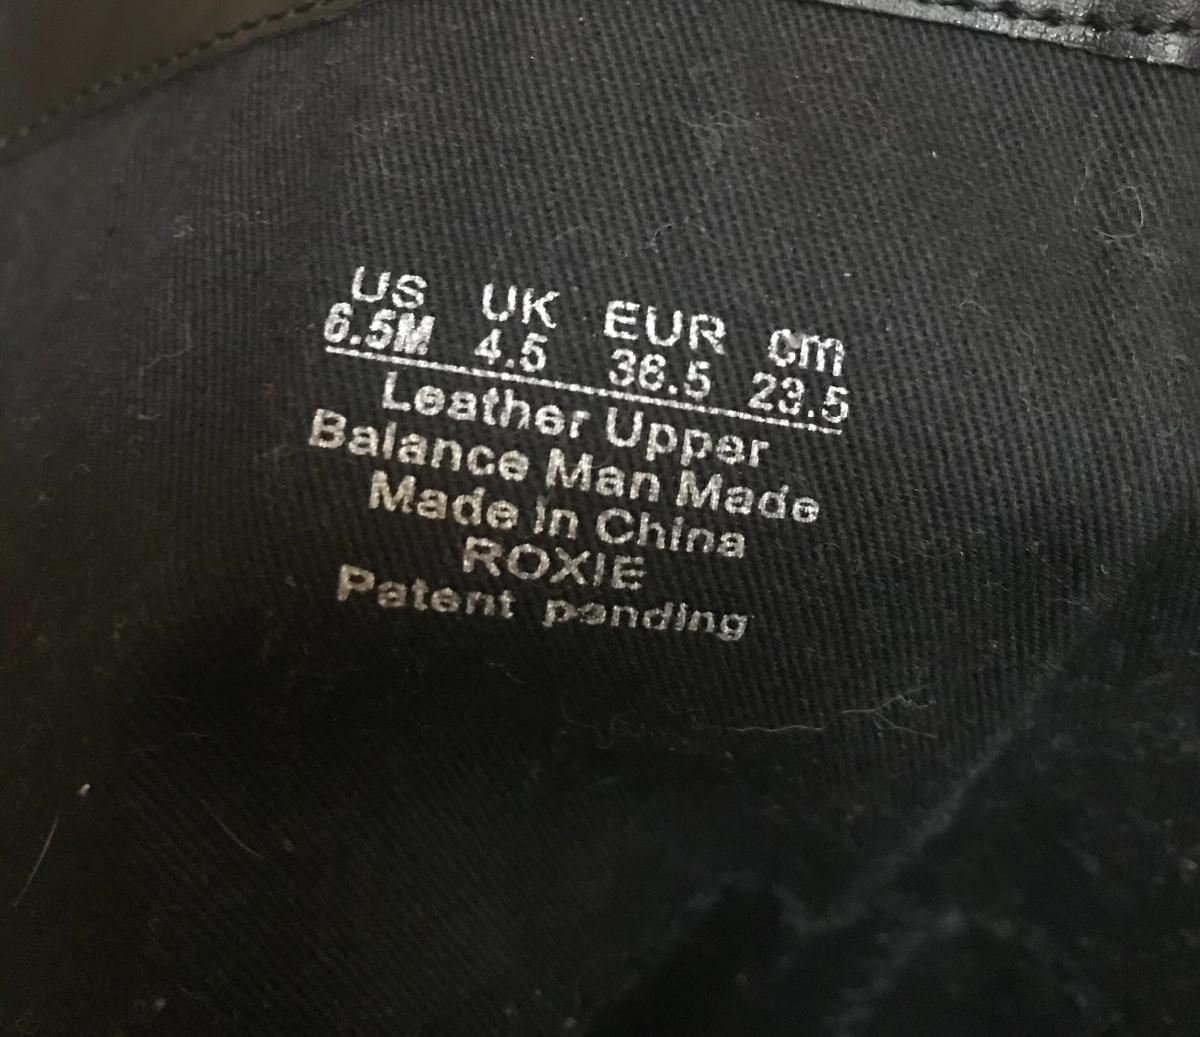 US UK EUR cm
6.5M 4.5 36.5 23.5
Leather Upper
Balance Man Made
Made In China
ROXIE
Patent pending